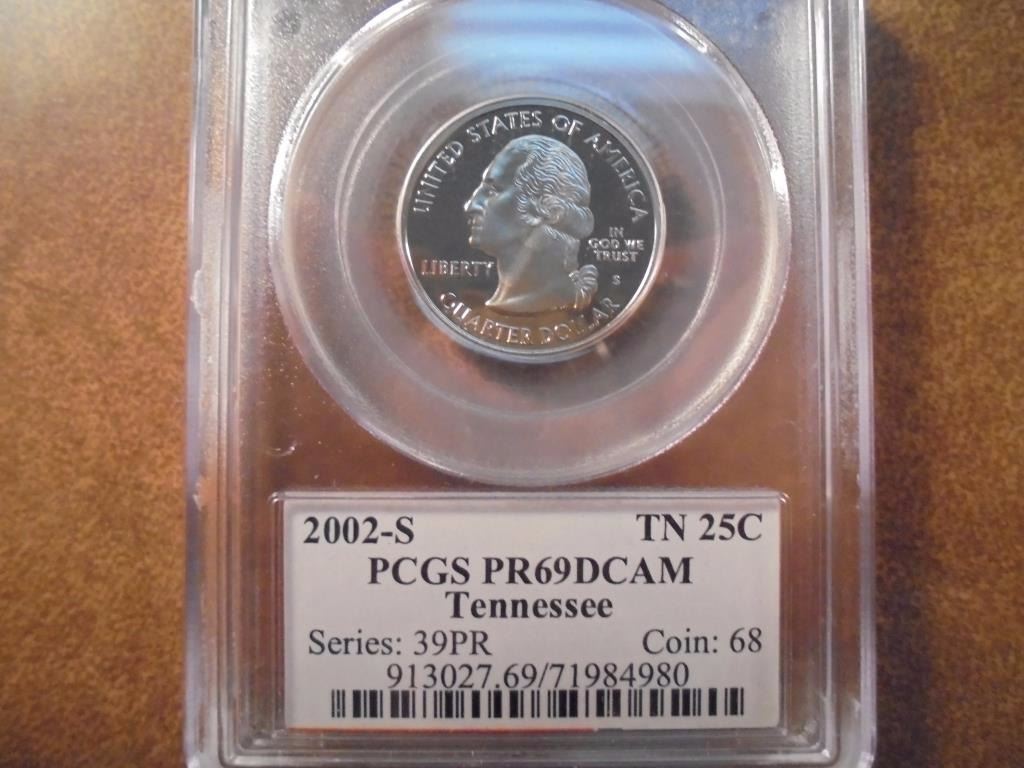 UNITED STATES OF AMERICA
IN
GOD WE
TRUST
LIBERTY
S
QUARTER DOLLAR
2002-S TN 25C
PCGS PR69DCAM
Tennessee
Series: 39PR Coin: 68
913027.69/71984980